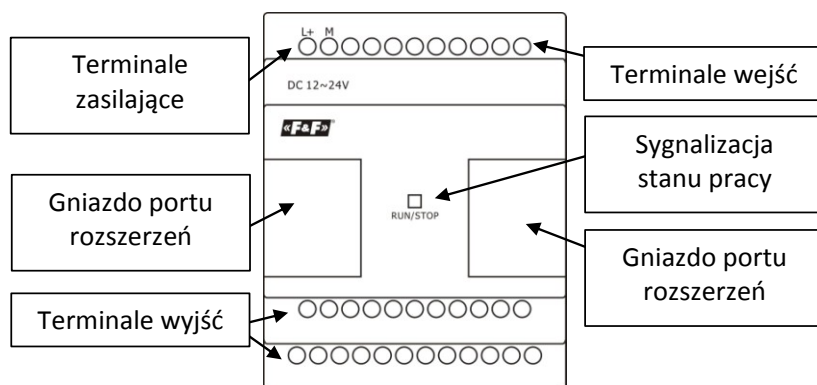 L+ M
Terminale
zasilające
Terminale wejść
DC 12~24V
«F&F»
Sygnalizacja
stanu pracy
Gniazdo portu
rozszerzeń
RUN/STOP
Gniazdo portu
rozszerzeń
Terminale wyjść